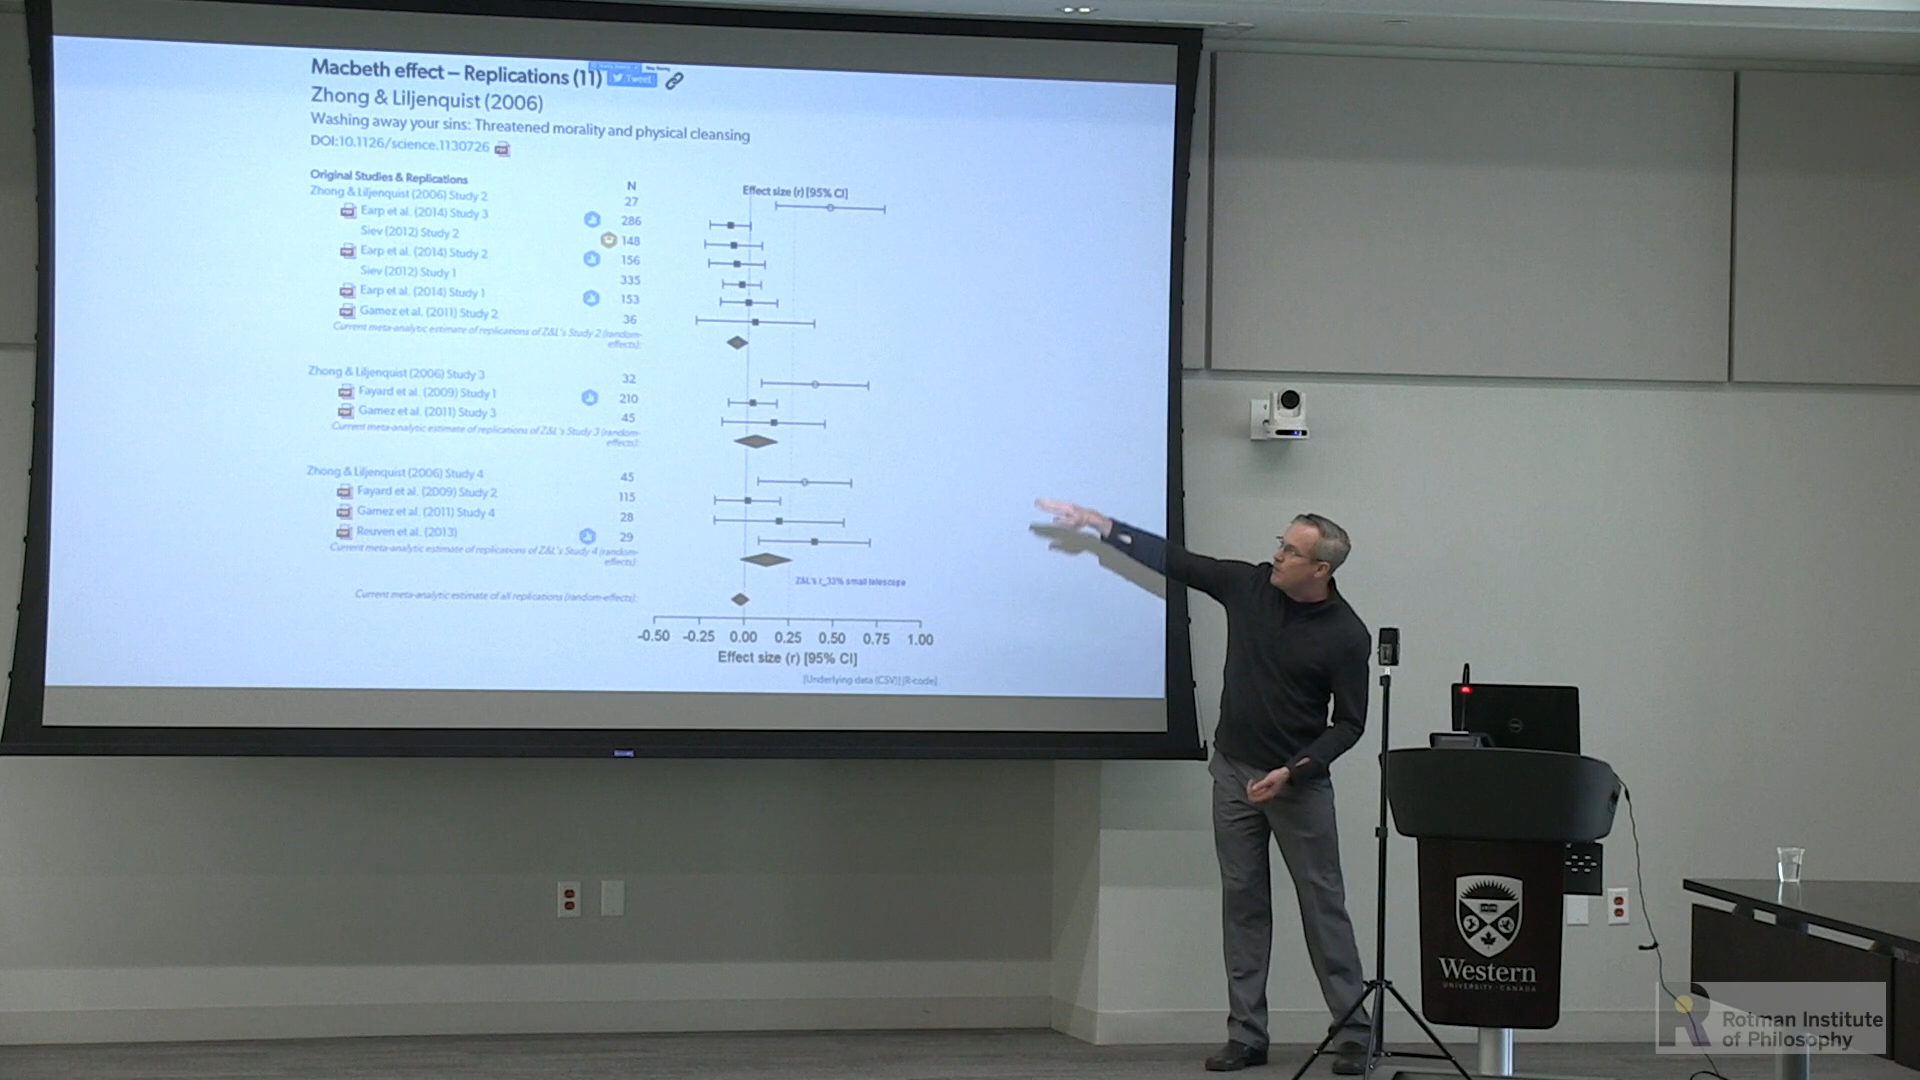 Macbeth effect – Replications (11) Tweet
Zhong & Liljenquist (2006)
Washing away your sins: Threatened morality and physical cleansing
DOI:10.1126/science.1130726
Original Studies & Replications N Effect size (r) [95% CI]
Zhong & Liljenquist (2006) Study 2 27
Earp et al. (2014) Study 3 286
Siev (2012) Study 2 148
Earp et al. (2014) Study 2 156
Siev (2012) Study 1 335
Earp et al. (2014) Study 1 153
Gamez et al. (2011) Study 2 36
Current meta-analytic estimate of replications of Z&L's Study 2 (random-
effects):
Zhong & Liljenquist (2006) Study 3 32
Fayard et al. (2009) Study 1 210
Gamez et al. (2011) Study 3 45
Current meta-analytic estimate of replications of Z&L's Study 3 (random-
effects):
Zhong & Liljenquist (2006) Study 4 45
Fayard et al. (2009) Study 2 115
Gamez et al. (2011) Study 4 28
Reuven et al. (2013) 29
Current meta-analytic estimate of replications of Z&L's Study 4 (random-
effects):
Z&L's r_33% small telescope
Current meta-analytic estimate of all replications (random-effects):
-0.50 -0.25 0.00 0.25 0.50 0.75 1.00
Effect size (r) [95% CI]
[Underlying data (CSV)] [R-code]
Western
UNIVERSITY · CANADA
Rotman Institute
of Philosophy